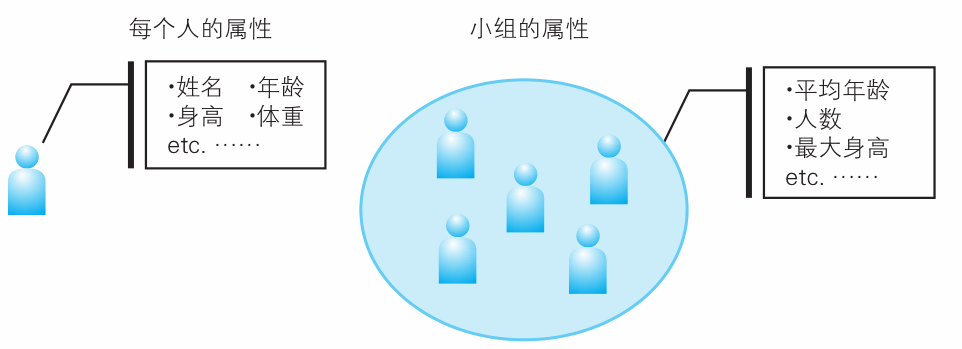 每个人的属性
·姓名 ·年龄
·身高 ·体重
etc. ······
小组的属性
·平均年龄
·人数
·最大身高
etc. ······